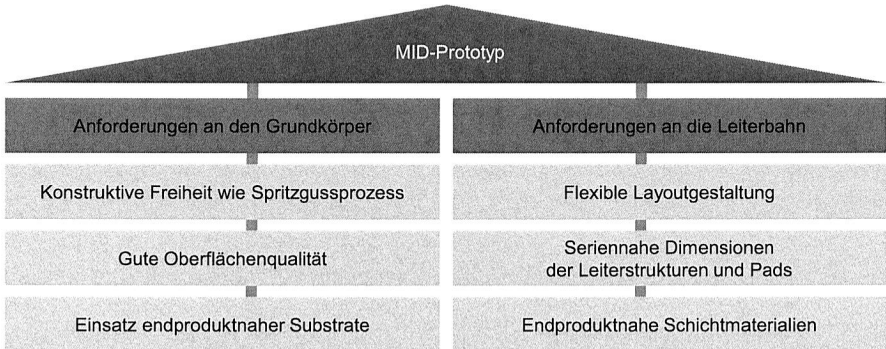 MID-Prototyp
Anforderungen an den Grundkörper
Anforderungen an die Leiterbahn
Konstruktive Freiheit wie Spritzgussprozess
Flexible Layoutgestaltung
Gute Oberflächenqualität
Seriennahe Dimensionen
der Leiterstrukturen und Pads
Einsatz endproduktnaher Substrate
Endproduktnahe Schichtmaterialien